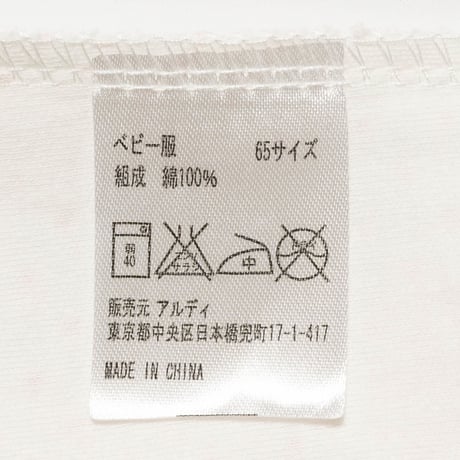 ベビー服 65サイズ
組成 綿100%
弱 中
40
販売元 アルディ
東京都中央区日本橋兜町17-1-417
MADE IN CHINA